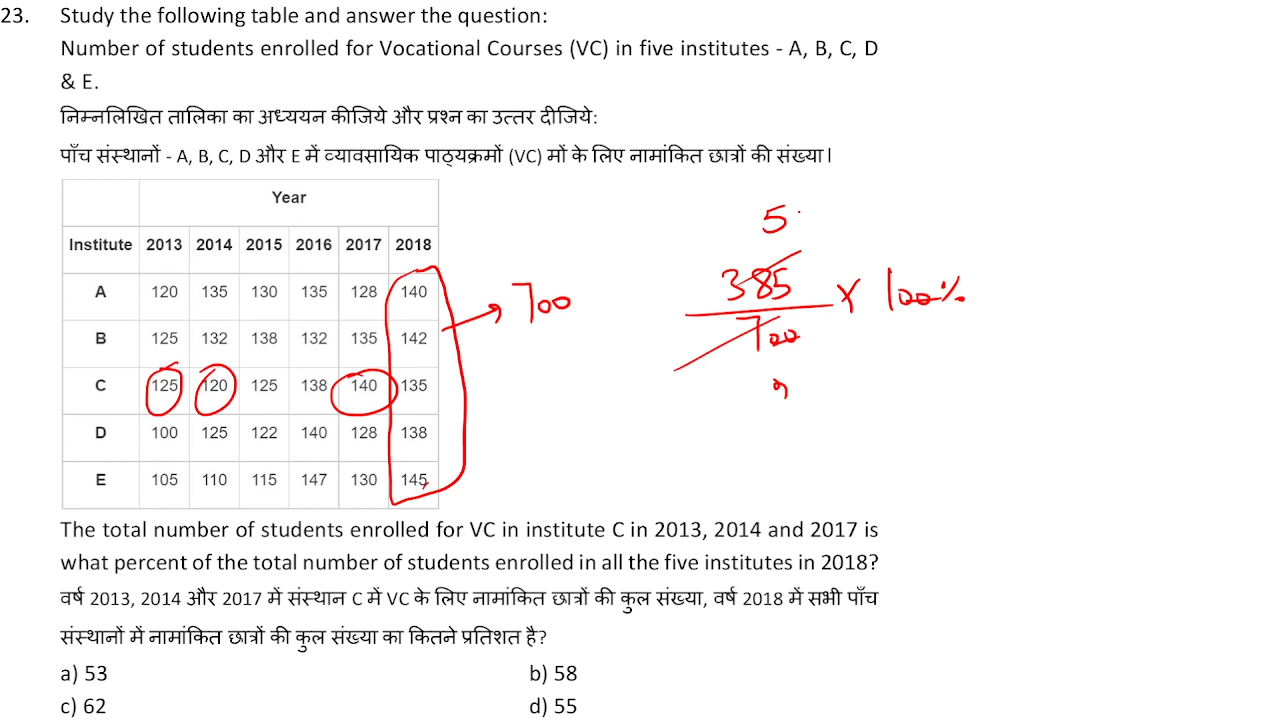 23. Study the following table and answer the question:
Number of students enrolled for Vocational Courses (VC) in five institutes - A, B, C, D
& E.
निम्नलिखित तालिका का अध्ययन कीजिये और प्रश्न का उत्तर दीजिये:
पाँच संस्थानों - A, B, C, D और E में व्यावसायिक पाठ्यक्रमों (VC) मों के लिए नामांकित छात्रों की संख्या।
Year
Institute 2013 2014 2015 2016 2017 2018
A 120 135 130 135 128 140
B 125 132 138 132 135 142
C 125 120 125 138 140 135
D 100 125 122 140 128 138
E 105 110 115 147 130 145
700
5
385 x 100%
700
The total number of students enrolled for VC in institute C in 2013, 2014 and 2017 is
what percent of the total number of students enrolled in all the five institutes in 2018?
वर्ष 2013, 2014 और 2017 में संस्थान C में VC के लिए नामांकित छात्रों की कुल संख्या, वर्ष 2018 में सभी पाँच
संस्थानों में नामांकित छात्रों की कुल संख्या का कितने प्रतिशत है?
a) 53 b) 58
c) 62 d) 55